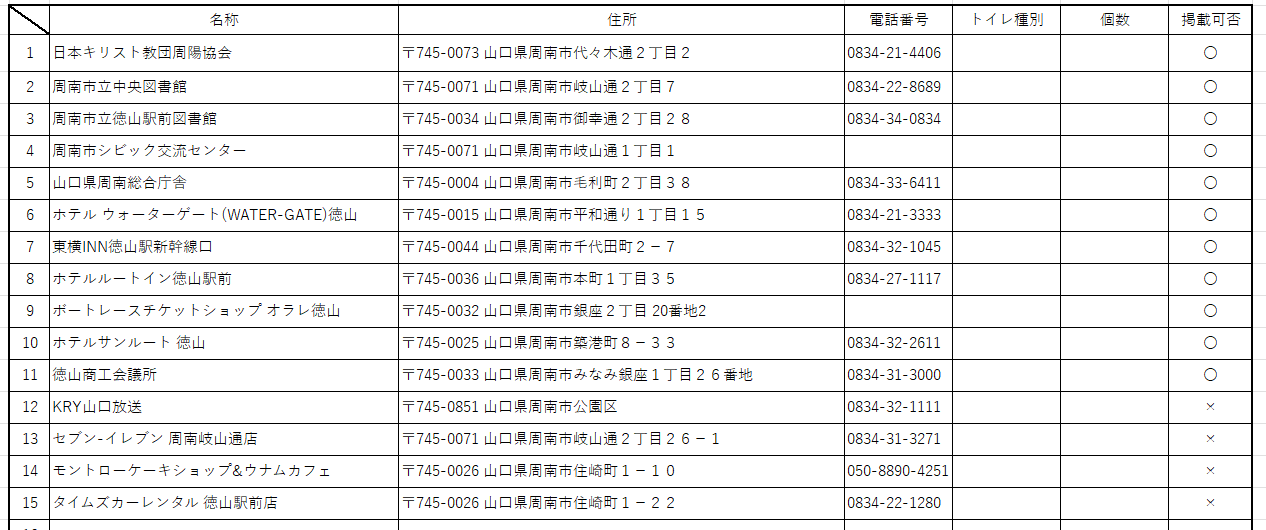 名称 住所 電話番号 トイレ種別 個数 掲載可否
1 日本キリスト教団周陽協会 〒745-0073 山口県周南市代々木通２丁目２ 0834-21-4406 〇
2 周南市立中央図書館 〒745-0071 山口県周南市岐山通２丁目７ 0834-22-8689 〇
3 周南市立徳山駅前図書館 〒745-0034 山口県周南市御幸通２丁目２８ 0834-34-0834 〇
4 周南市シビック交流センター 〒745-0071 山口県周南市岐山通１丁目１ 〇
5 山口県周南総合庁舎 〒745-0004 山口県周南市毛利町２丁目３８ 0834-33-6411 〇
6 ホテル ウォーターゲート(WATER-GATE)徳山 〒745-0015 山口県周南市平和通り１丁目１５ 0834-21-3333 〇
7 東横INN徳山駅新幹線口 〒745-0044 山口県周南市千代田町２－７ 0834-32-1045 〇
8 ホテルルートイン徳山駅前 〒745-0036 山口県周南市本町１丁目３５ 0834-27-1117 〇
9 ボートレースチケットショップ オラレ徳山 〒745-0032 山口県周南市銀座２丁目 20番地2 〇
10 ホテルサンルート 徳山 〒745-0025 山口県周南市築港町８－３３ 0834-32-2611 〇
11 徳山商工会議所 〒745-0033 山口県周南市みなみ銀座１丁目２６番地 0834-31-3000 〇
12 KRY山口放送 〒745-0851 山口県周南市公園区 0834-32-1111 ×
13 セブン-イレブン 周南岐山通店 〒745-0071 山口県周南市岐山通２丁目２６－１ 0834-31-3271 ×
14 モントローケーキショップ&ウナムカフェ 〒745-0026 山口県周南市住崎町１－１０ 050-8890-4251 ×
15 タイムズカーレンタル 徳山駅前店 〒745-0026 山口県周南市住崎町１－２２ 0834-22-1280 ×